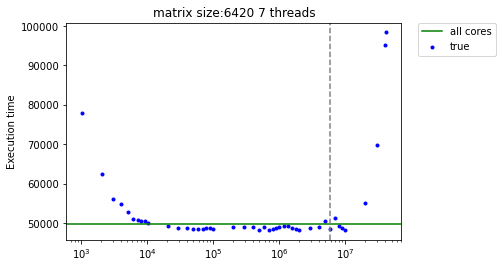 matrix size:6420 7 threads
all cores
true
Execution time
100000
90000
80000
70000
60000
50000
10³ 10⁴ 10⁵ 10⁶ 10⁷